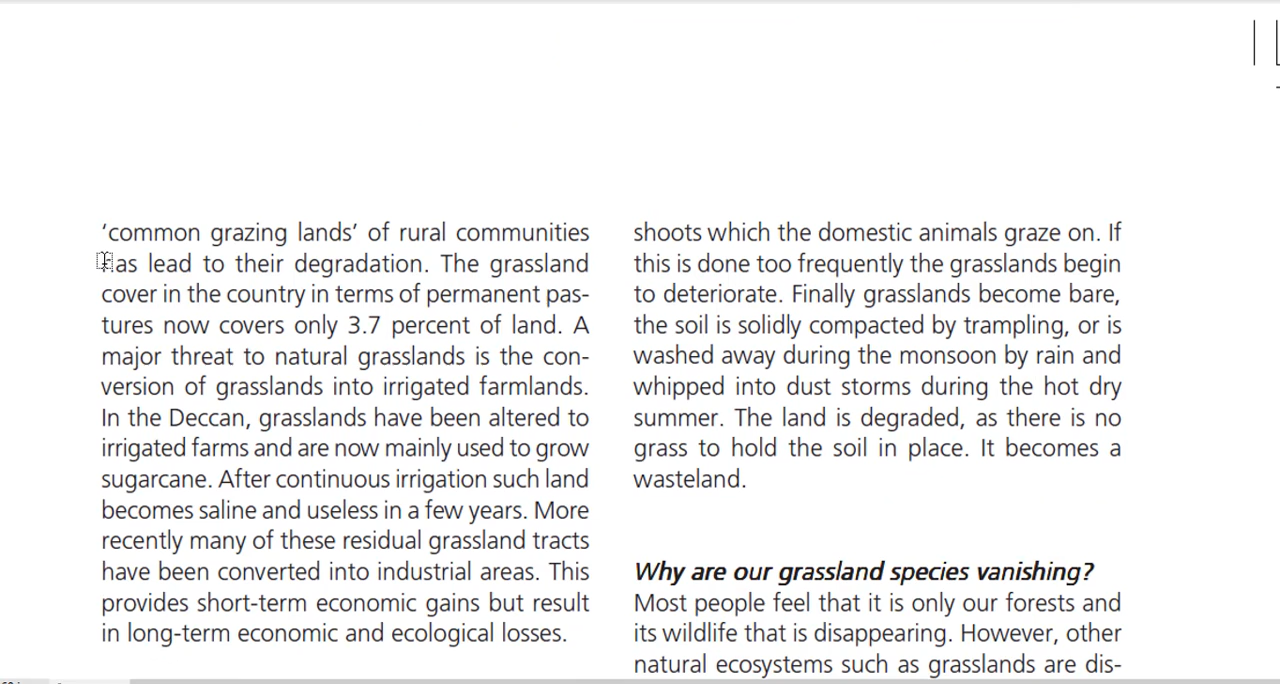 ‘common grazing lands’ of rural communities
has lead to their degradation. The grassland
cover in the country in terms of permanent pas-
tures now covers only 3.7 percent of land. A
major threat to natural grasslands is the con-
version of grasslands into irrigated farmlands.
In the Deccan, grasslands have been altered to
irrigated farms and are now mainly used to grow
sugarcane. After continuous irrigation such land
becomes saline and useless in a few years. More
recently many of these residual grassland tracts
have been converted into industrial areas. This
provides short-term economic gains but result
in long-term economic and ecological losses.
shoots which the domestic animals graze on. If
this is done too frequently the grasslands begin
to deteriorate. Finally grasslands become bare,
the soil is solidly compacted by trampling, or is
washed away during the monsoon by rain and
whipped into dust storms during the hot dry
summer. The land is degraded, as there is no
grass to hold the soil in place. It becomes a
wasteland.
Why are our grassland species vanishing?
Most people feel that it is only our forests and
its wildlife that is disappearing. However, other
natural ecosystems such as grasslands are dis-